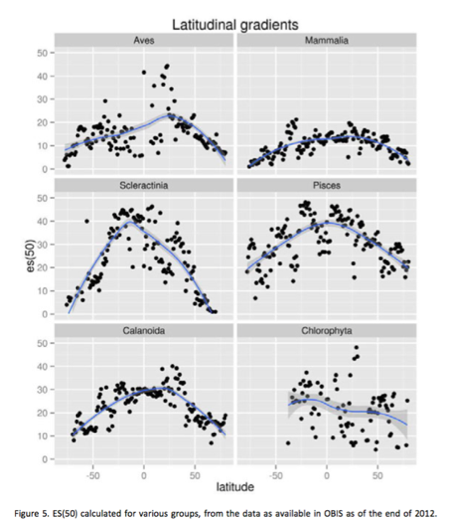 Latitudinal gradients
Aves Mammalia
50
40
30
20
10
0
Scleractinia Pisces
50
40
30
20
10
0
es(50)
Calanoida Chlorophyta
50
40
30
20
10
0
-50 0 50 -50 0 50
latitude
Figure 5. ES(50) calculated for various groups, from the data as available in OBIS as of the end of 2012.